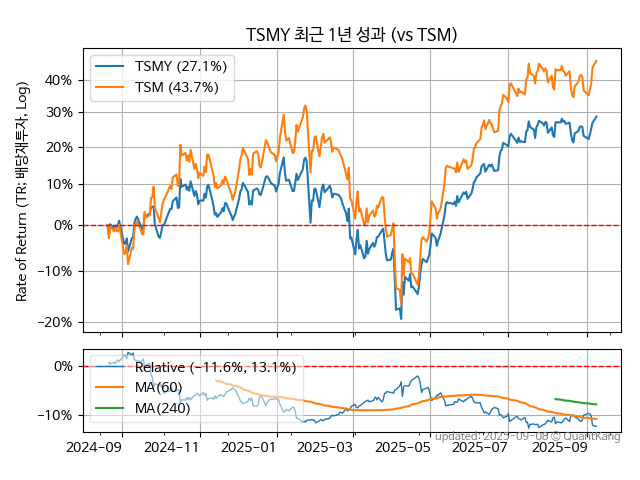 TSMY 최근 1년 성과 (vs TSM)
TSMY (27.1%)
TSM (43.7%)
Rate of Return (TR: 배당재투자, Log)
40%
30%
20%
10%
0%
−10%
−20%
Relative (−11.6%, 13.1%)
MA(60)
MA(240)
0%
−10%
2024−09
2024−11
2025−01
2025−03
2025−05
2025−07
2025−09
updated: 2025−09−08 © QuantKang